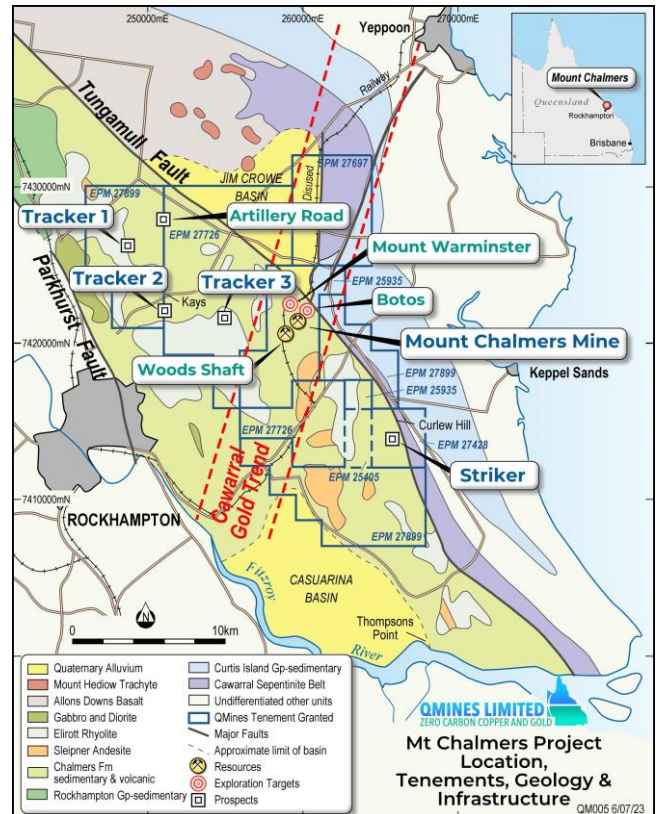 250000mE
260000mE
270000mE
Yeppoon
Railway
Mount Chalmers
Queensland
Rockhampton
Brisbane
Tungamull Fault
JIM CROWE
BASIN
Disused
EPM 27697
7430000mN
EPM 27899
Tracker 1
Artillery Road
EPM 27726
Mount Warminster
EPM 25935
Tracker 2
Kays
Tracker 3
Botos
Parkhurst Fault
7420000mN
Mount Chalmers Mine
Woods Shaft
EPM 27899
EPM 25935
Keppel Sands
Curlew Hill
EPM 27726
EPM 27428
Striker
EPM 25405
Cawarral
Gold Trend
7410000mN
ROCKHAMPTON
EPM 27899
Fitzroy
River
CASUARINA
BASIN
Thompsons
Point
N
0
10km
Quaternary Alluvium
Mount Hediow Trachyte
Allons Downs Basalt
Gabbro and Diorite
Elirott Rhyolite
Sleipner Andesite
Chalmers Fm
sedimentary & volcanic
Rockhampton Gp-sedimentary
Curtis Island Gp-sedimentary
Cawarral Sepentinite Belt
Undifferentiated other units
QMines Tenement Granted
Major Faults
Approximate limit of basin
Resources
Exploration Targets
Prospects
QMINES LIMITED
ZERO CARBON COPPER AND GOLD
Mt Chalmers Project
Location,
Tenements, Geology &
Infrastructure
QM005 6/07/23